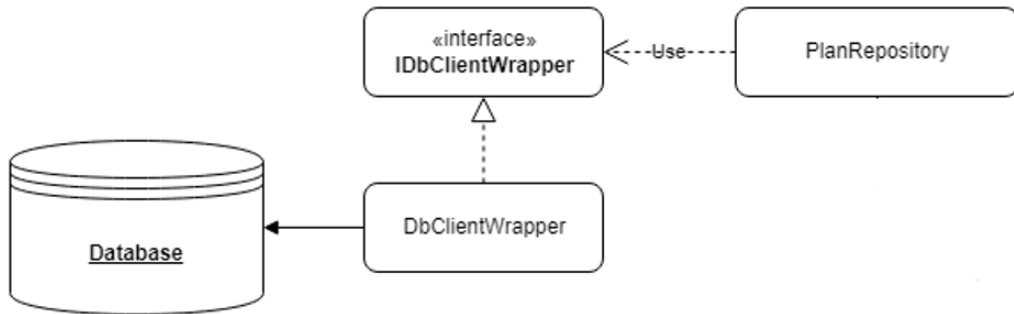 «interface»
IDbClientWrapper
Use
PlanRepository
DbClientWrapper
Database